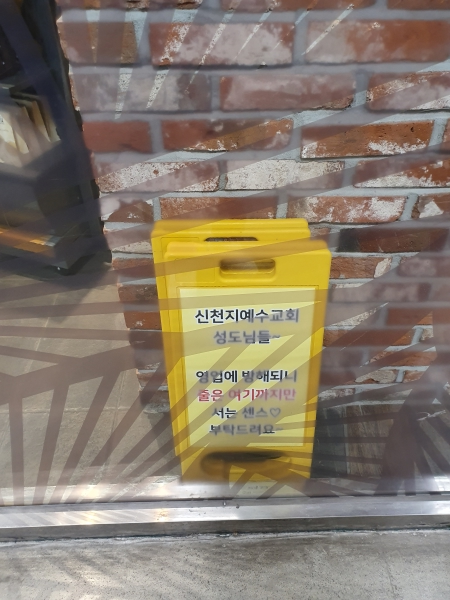 신천지예수교회
성도님들~
영업에 방해되니
줄은 여기까지만
서는 센스♡
부탁드려요~